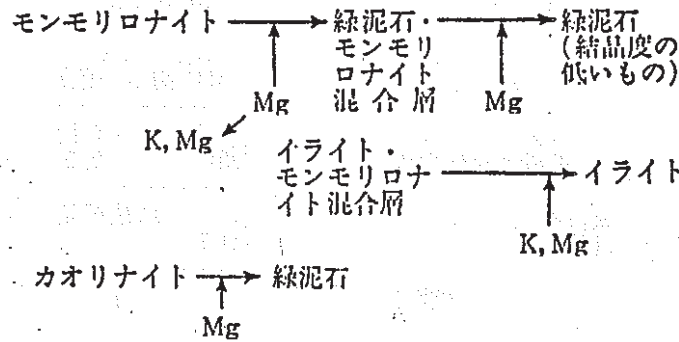 モンモリロナイト
緑泥石・
モンモリ
ロナイト
混合層
緑泥石
(結晶度の
低いもの)
Mg
Mg
K, Mg
イライト・
モンモリロナ
イト混合層
イライト
K, Mg
カオリナイト
緑泥石
Mg